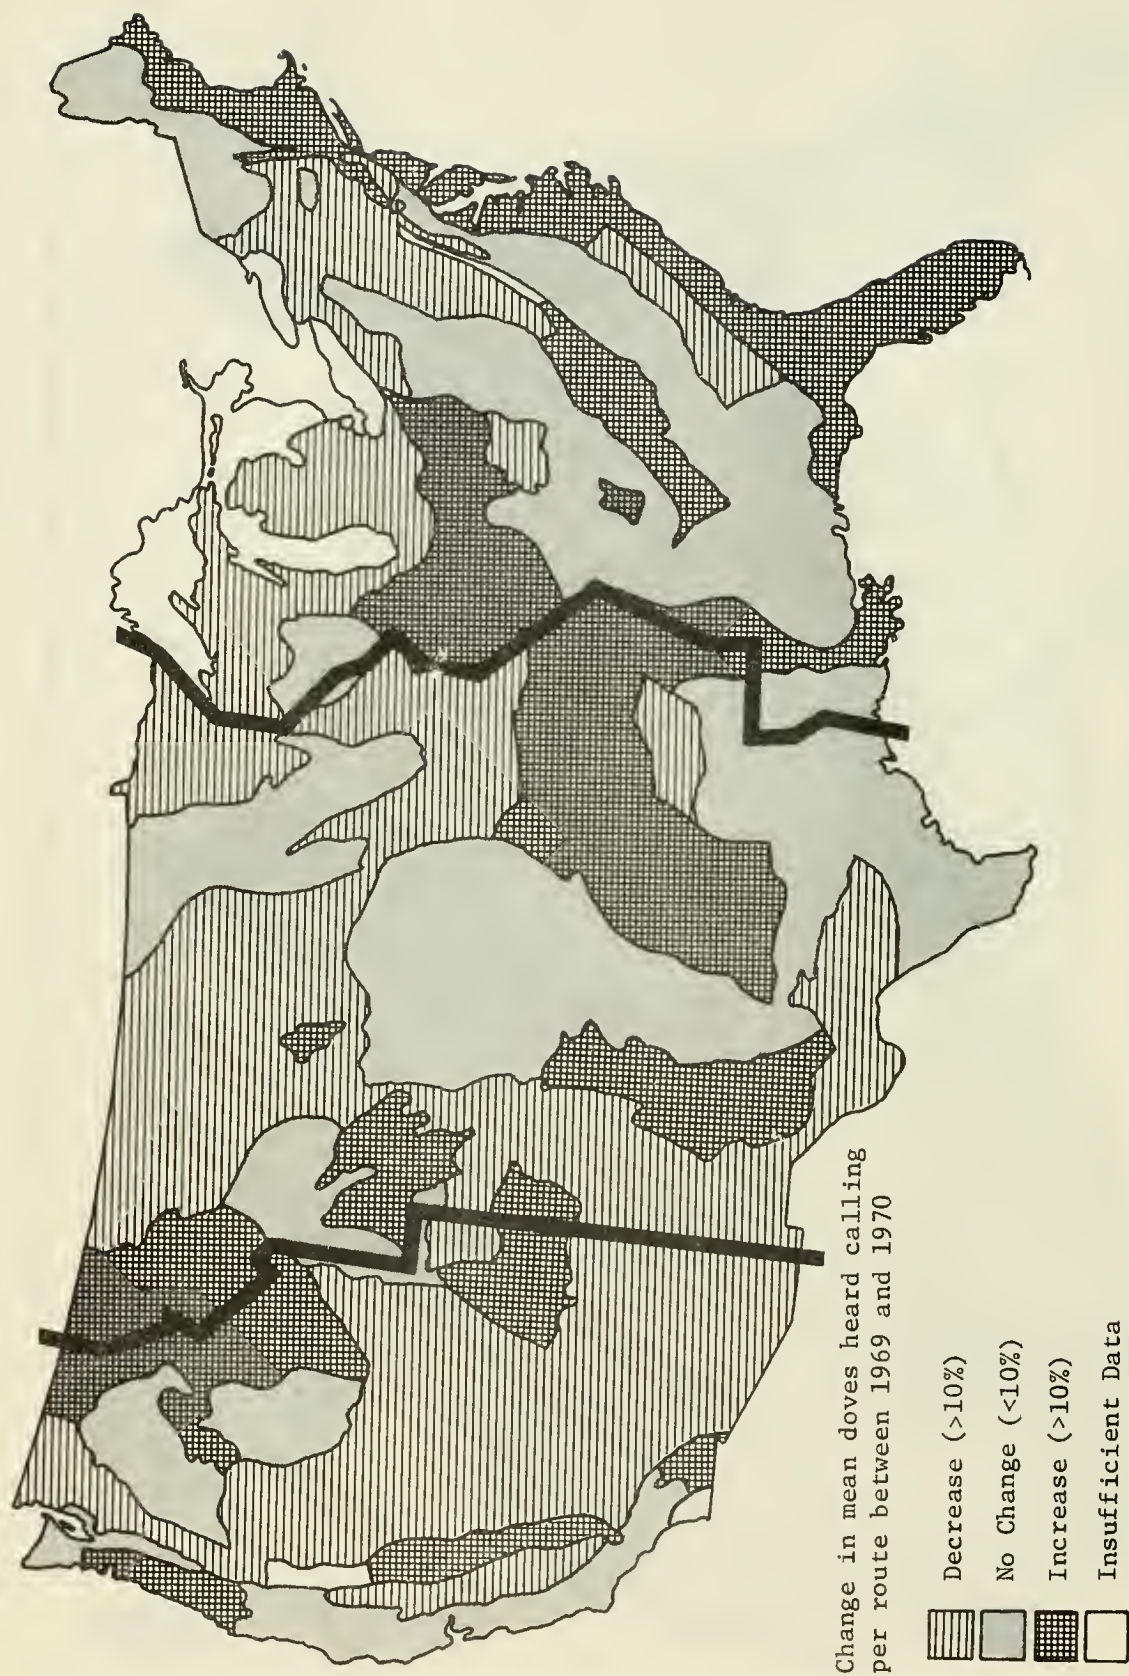 Change in mean doves heard calling
per route between 1969 and 1970
Decrease (>10%)
No Change (<10%)
Increase (>10%)
Insufficient Data